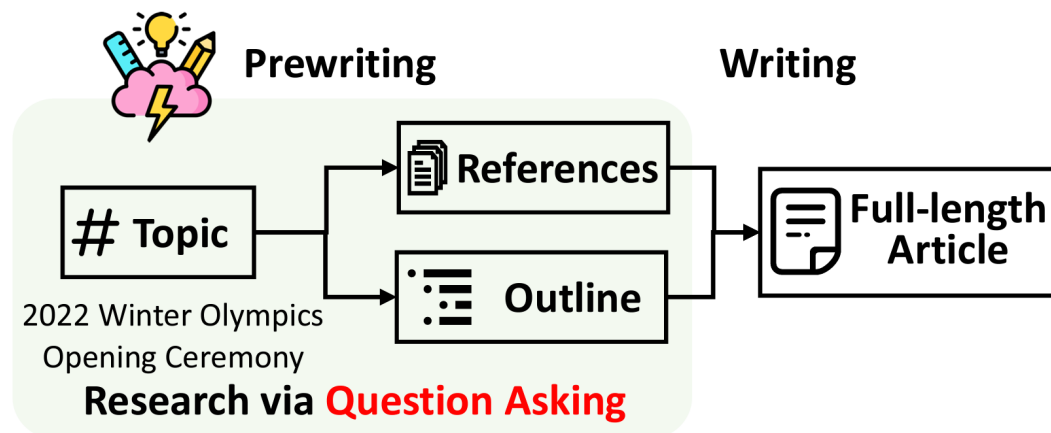 Prewriting
Writing
# Topic
References
Outline
Full-length
Article
2022 Winter Olympics
Opening Ceremony
Research via Question Asking